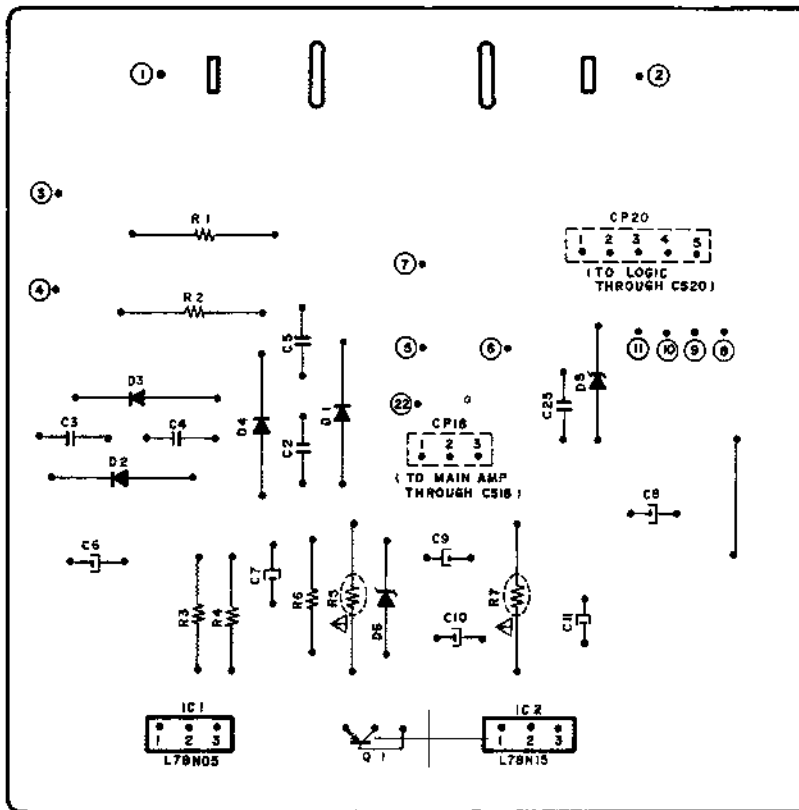 1 2
3
R1
CP20
1 2 3 4 5
(TO LOGIC
THROUGH CS20)
7
4
R2
C5
5 6
11 10 9 8
D3
D4
D1
22
C25
D5
C3 C4
C2
CP16
1 2 3
D2
(TO MAIN AMP
THROUGH CS16)
C8
C6
C7
R6
R5
D6
C9
R7
R3
R4
C10
C11
IC1
1 2 3
L78N05
Q1
IC2
1 2 3
L78N15